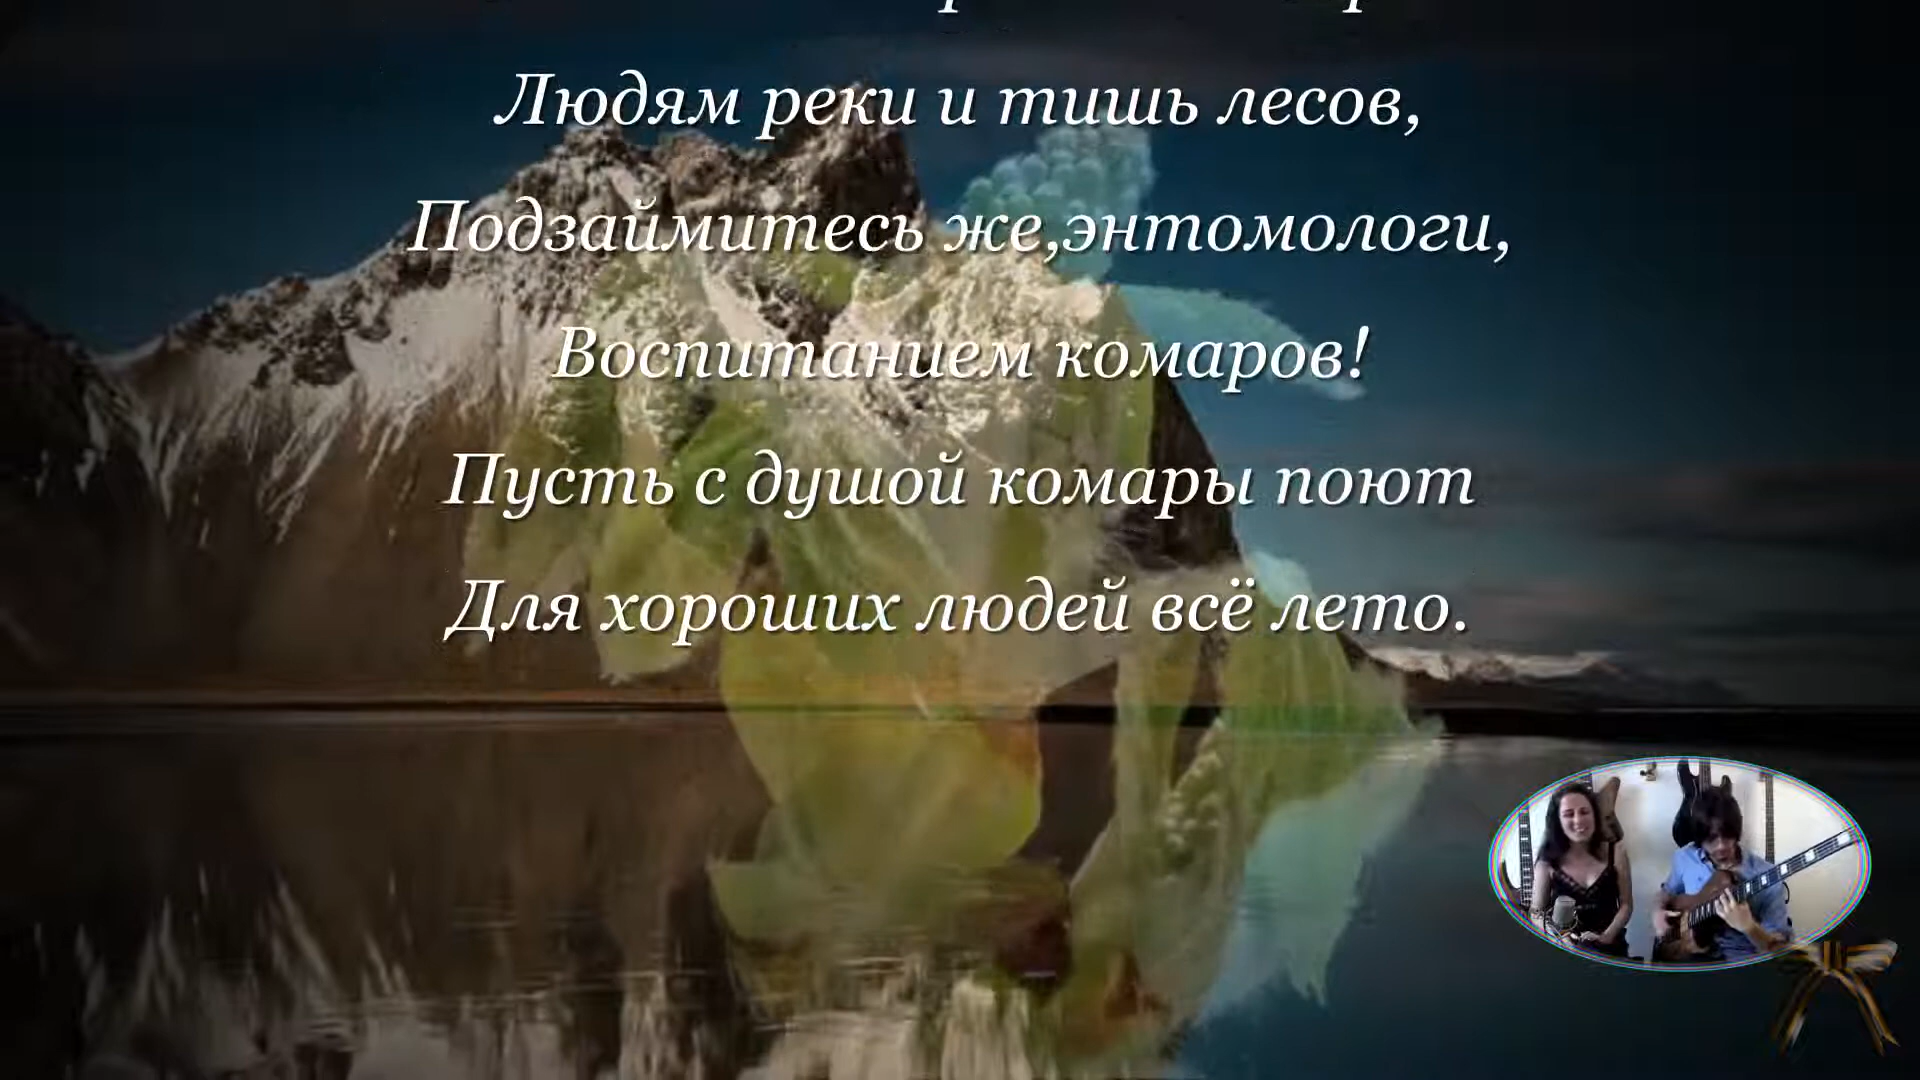 Людям реки и тишь лесов,
Подзаймитесь же,энтомологи,
Воспитанием комаров!
Пусть с душой комары поют
Для хороших людей всё лето.